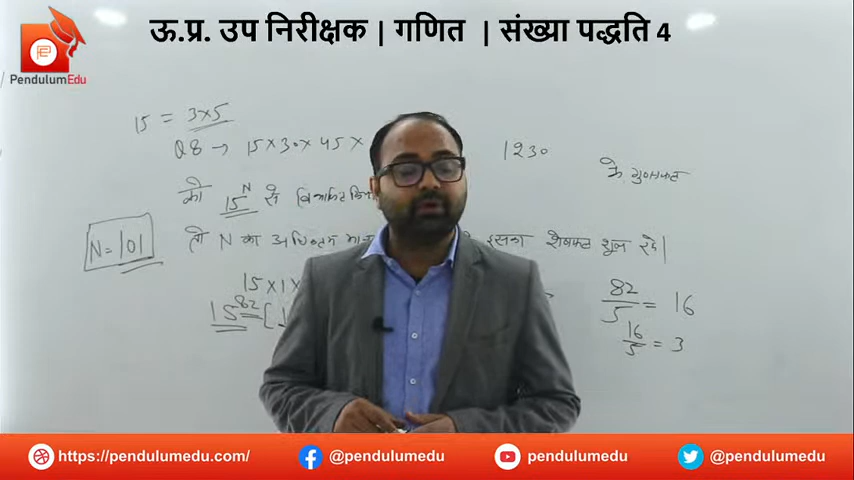 ऊ.प्र. उप निरीक्षक | गणित | संख्या पद्धति 4
PendulumEdu
15 = 3×5
Q8 → 15×30×45× 1230 के गुणनफल
को 15^N से विभाजित किया
N = 101
तो N का अधिकतम मान इसका शेषफल शून्य रहे।
15×1×
15^82 [1
82/5 = 16
16/5 = 3
https://pendulumedu.com/ @pendulumedu pendulumedu @pendulumedu